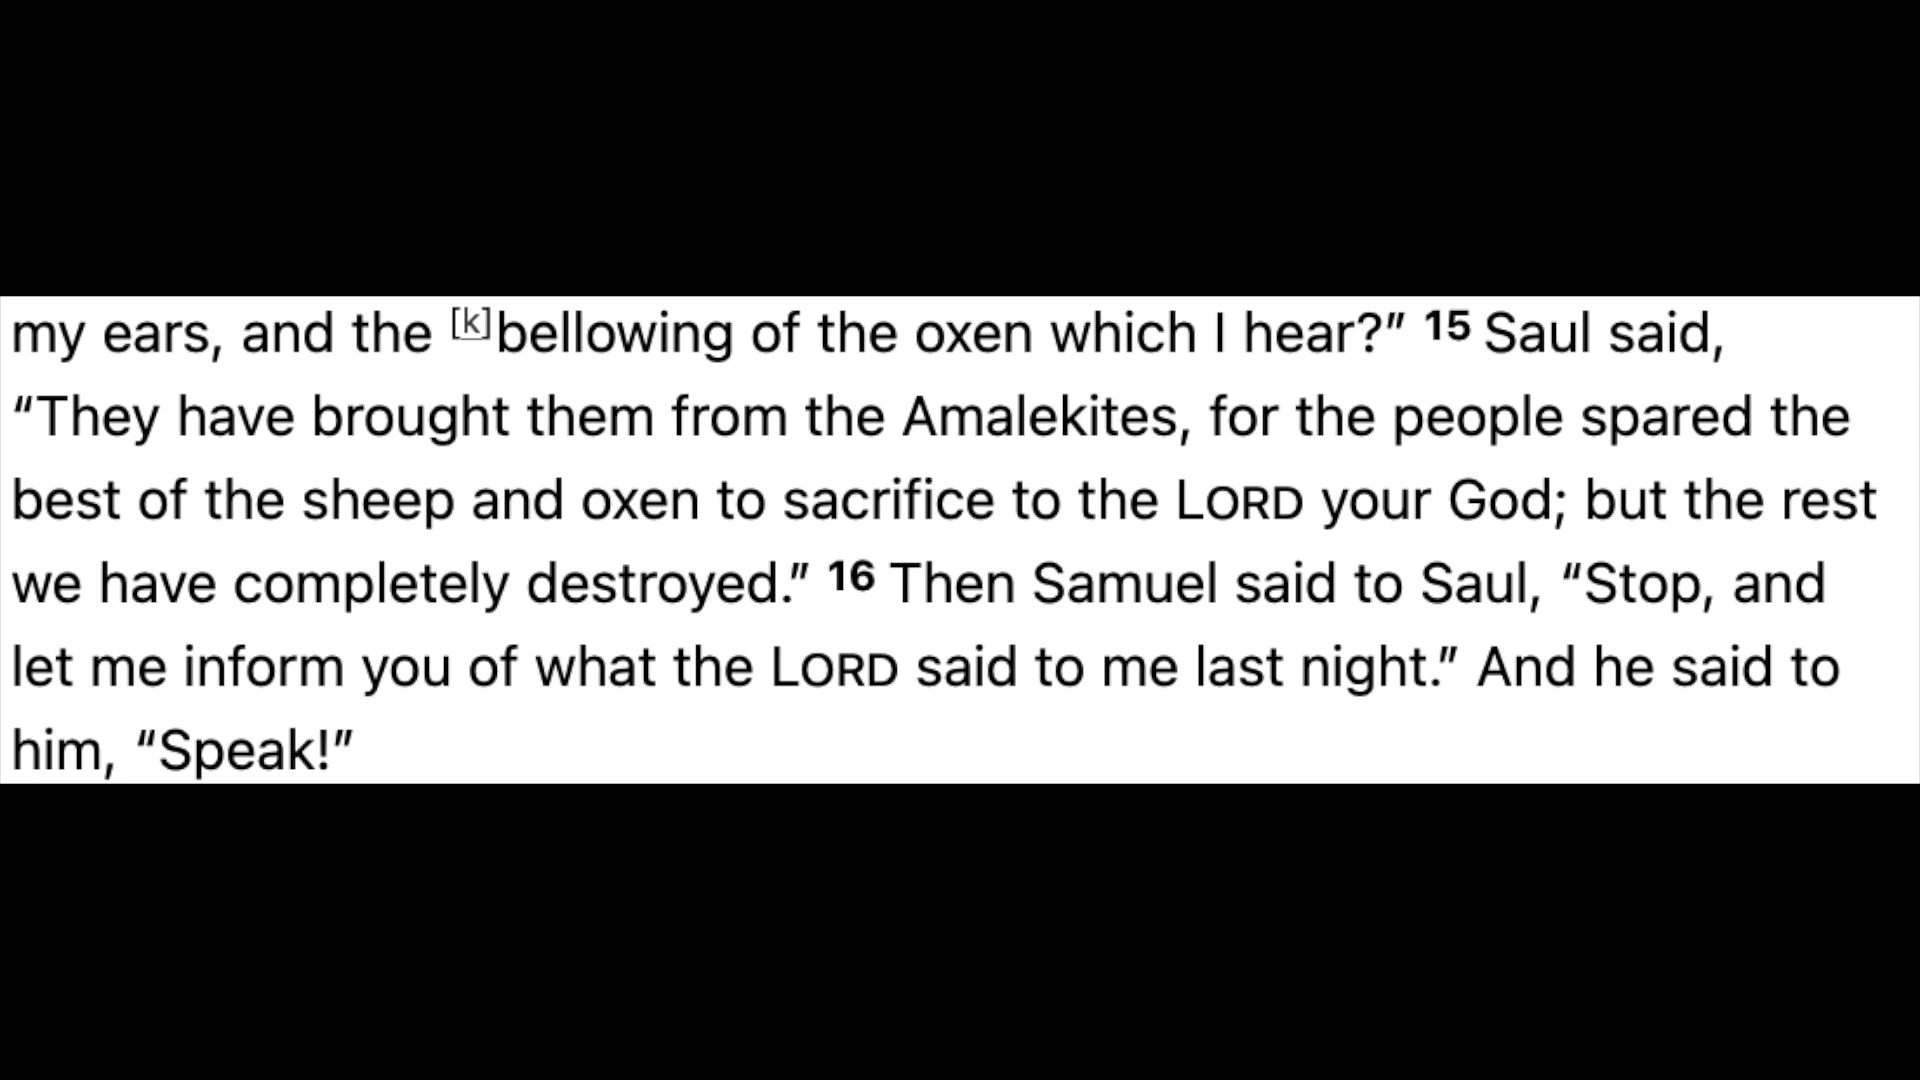 my ears, and the [k]bellowing of the oxen which I hear?” 15 Saul said,
“They have brought them from the Amalekites, for the people spared the
best of the sheep and oxen to sacrifice to the LORD your God; but the rest
we have completely destroyed.” 16 Then Samuel said to Saul, “Stop, and
let me inform you of what the LORD said to me last night.” And he said to
him, “Speak!”